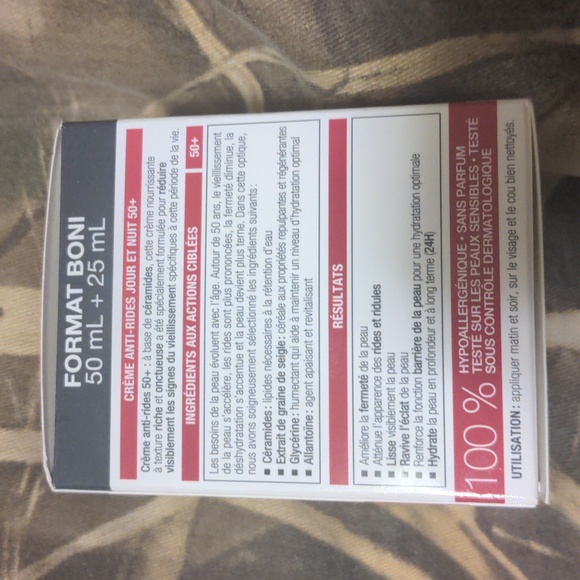 FORMAT BONI
50 mL + 25 mL
CRÈME ANTI-RIDES JOUR ET NUIT 50+
Crème anti-rides 50+ : à base de céramides, cette crème nourrissante
à texture riche et onctueuse a été spécialement formulée pour réduire
visiblement les signes du vieillissement spécifiques à cette période de la vie.
INGRÉDIENTS AUX ACTIONS CIBLÉES 50+
Les besoins de la peau évoluent avec l'âge. Autour de 50 ans, le vieillissement
de la peau s'accélère, les rides sont plus prononcées, la fermeté diminue, la
déshydratation s'accentue et la peau devient plus terne. Dans cette optique,
nous avons soigneusement sélectionné les ingrédients suivants :
■ Céramides : lipides nécessaires à la rétention d'eau
■ Extrait de graine de seigle : céréale aux propriétés repulpantes et régénérantes
■ Glycérine : humectant qui aide à maintenir un niveau d'hydratation optimal
■ Allantoïne : agent apaisant et revitalisant
RÉSULTATS
■ Améliore la fermeté de la peau
■ Atténue l'apparence des rides et ridules
■ Lisse visiblement la peau
■ Ravive l'éclat de la peau
■ Renforce la fonction barrière de la peau pour une hydratation optimale
■ Hydrate la peau en profondeur et à long terme (24H)
100 % HYPOALLERGÉNIQUE • SANS PARFUM
TESTÉ SUR LES PEAUX SENSIBLES • TESTÉ
SOUS CONTRÔLE DERMATOLOGIQUE
UTILISATION : appliquer matin et soir, sur le visage et le cou bien nettoyés.